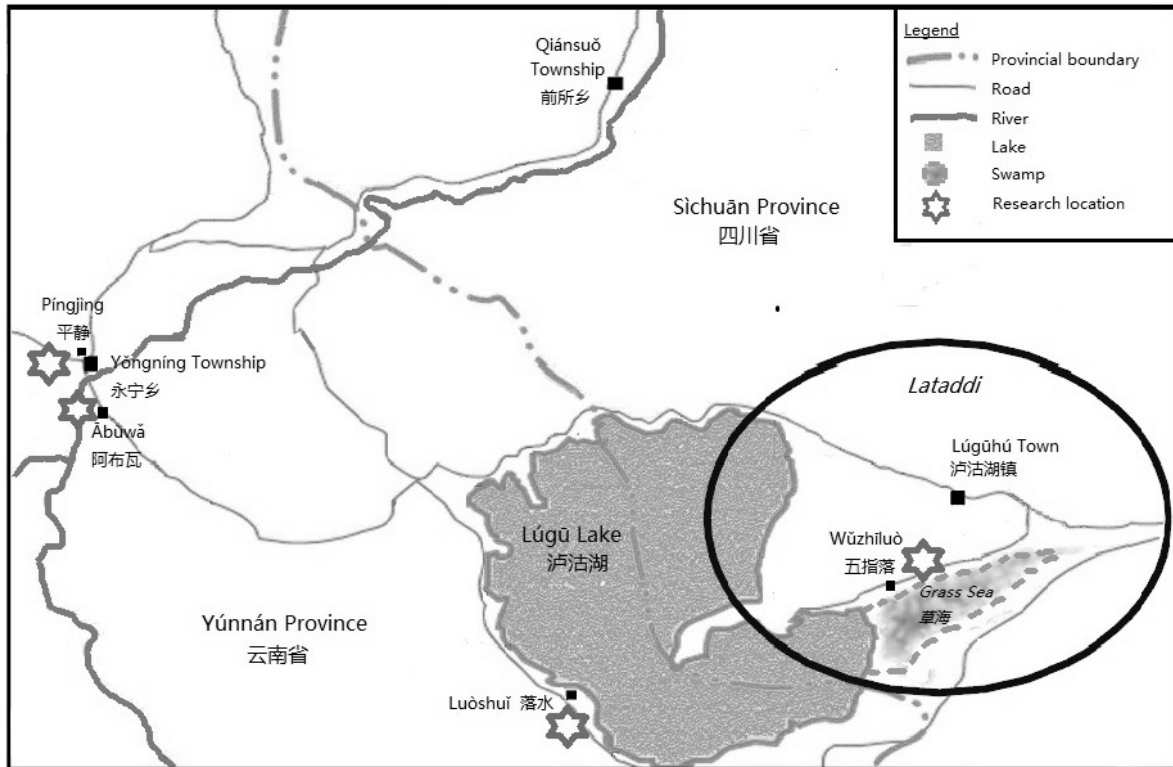 Qiánsuǒ
Township
前所乡
Legend
Provincial boundary
Road
River
Lake
Swamp
Research location
Sìchuān Province
四川省
Píngjìng
平静
Yǒngníng Township
永宁乡
Ābùwǎ
阿布瓦
Lataddi
Lúgūhú Town
泸沽湖镇
Lúgū Lake
泸沽湖
Wǔzhīluò
五指落
Grass Sea
草海
Yúnnán Province
云南省
Luòshuǐ 落水